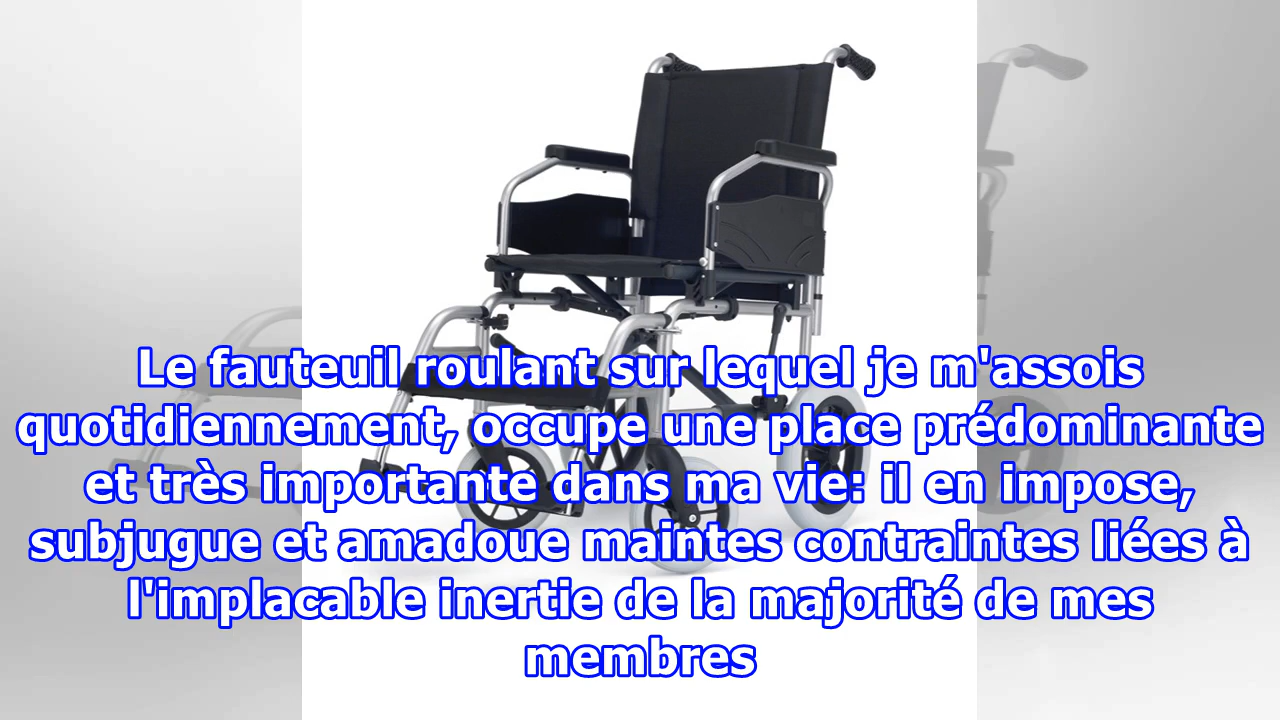 Le fauteuil roulant sur lequel je m'assois
quotidiennement, occupe une place prédominante
et très importante dans ma vie: il en impose,
subjugue et amadoue maintes contraintes liées à
l'implacable inertie de la majorité de mes
membres